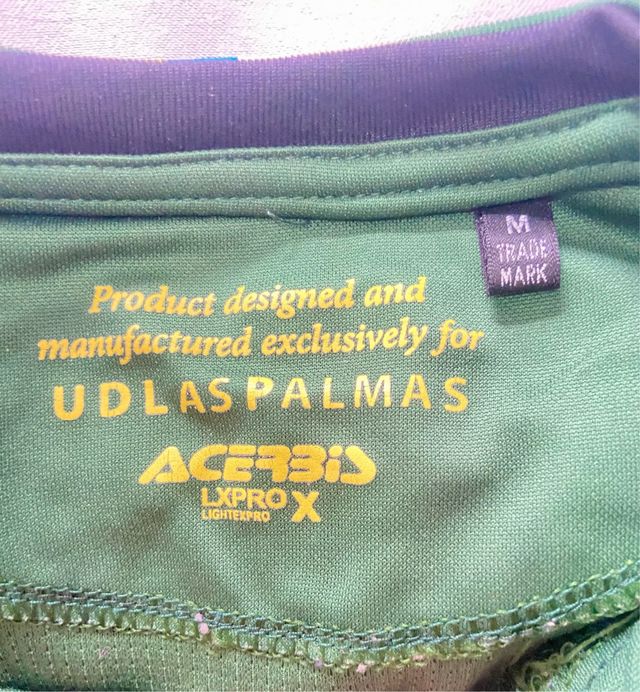 M
TRADE
MARK
Product designed and
manufactured exclusively for
UDLASPALMAS
ACERBIS
LXPRO X
LIGHTEXPRO